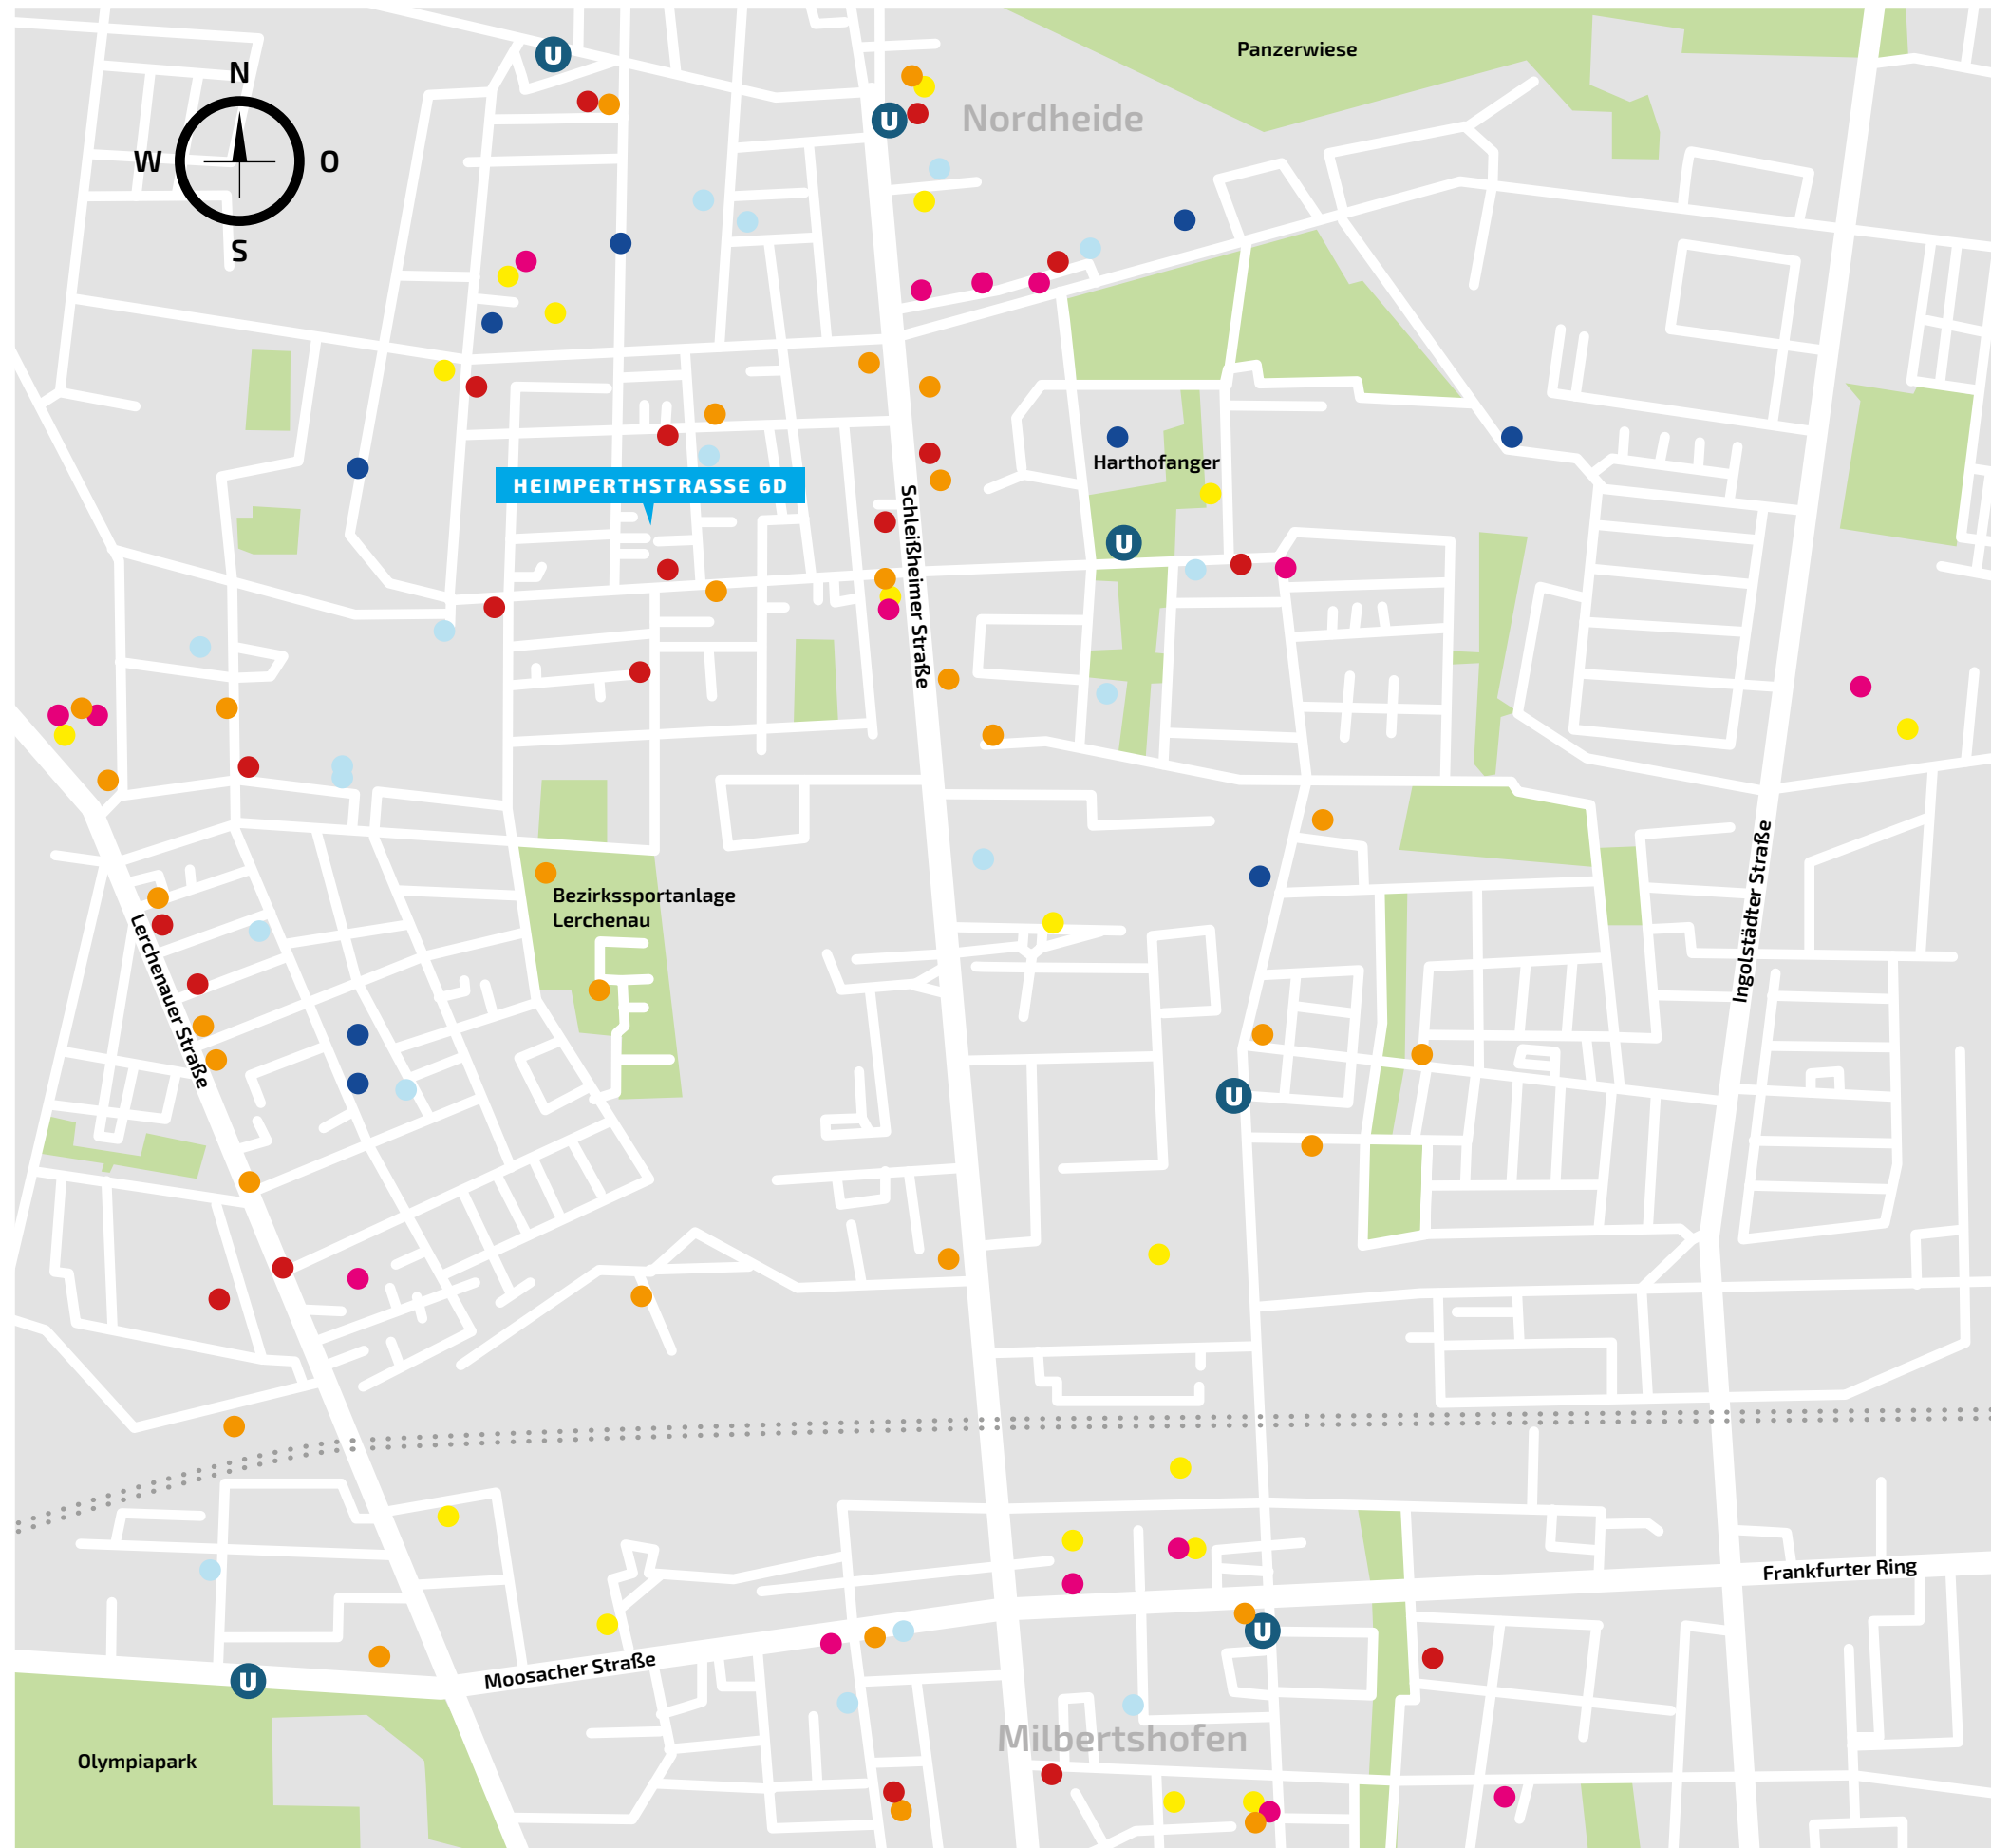 U
Panzerwiese
N
U
Nordheide
W
O
S
Harthofanger
HEIMPERTHSTRASSE 6D
Schleißheimer Straße
U
Bezirkssportanlage
Lerchenau
Ingolstädter Straße
Lerchenauer Straße
U
Frankfurter Ring
U
Moosacher Straße
U
Milbertshofen
Olympiapark